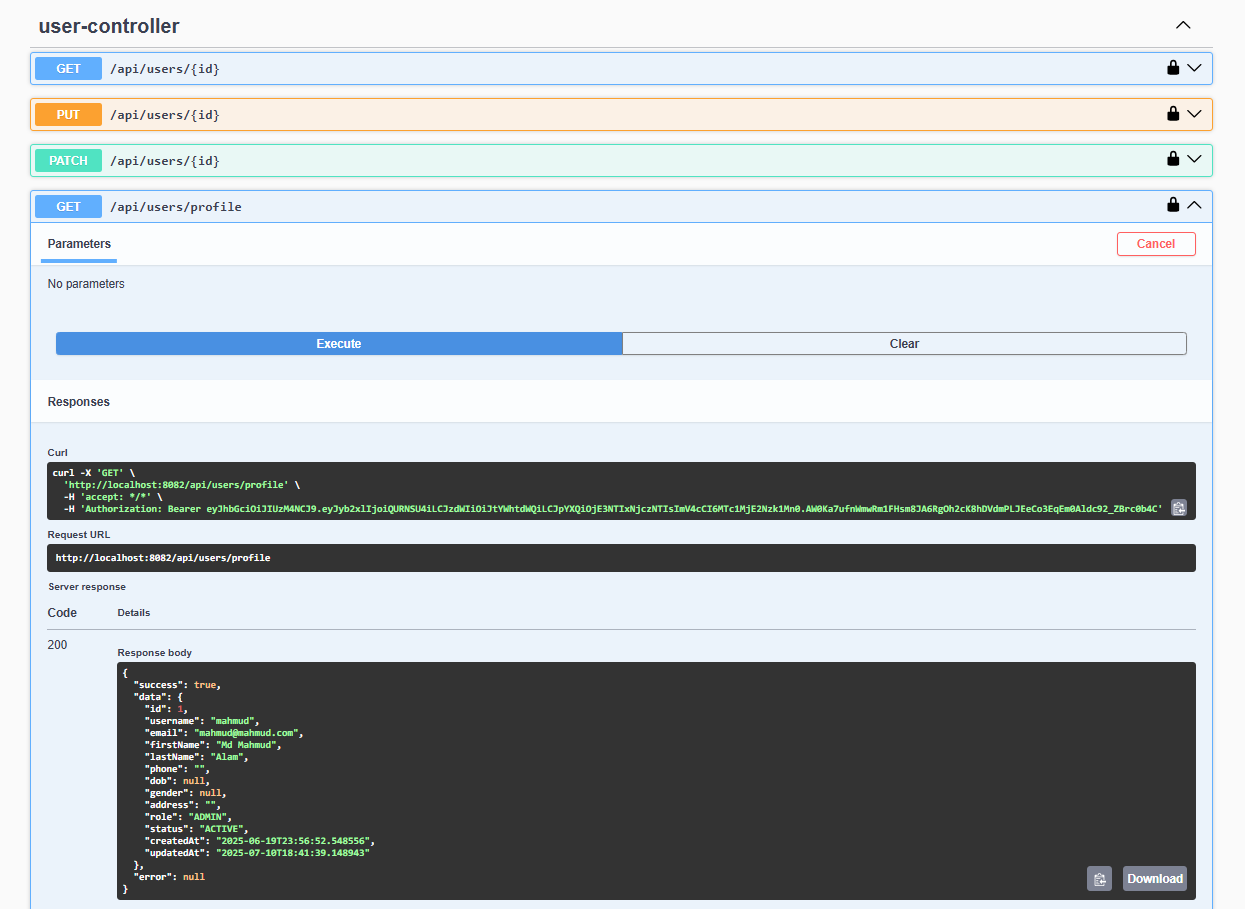 user-controller
GET /api/users/{id}
PUT /api/users/{id}
PATCH /api/users/{id}
GET /api/users/profile
Parameters
Cancel
No parameters
Execute
Clear
Responses
Curl
curl -X 'GET' \
'http://localhost:8082/api/users/profile' \
-H 'accept: */*' \
-H 'Authorization: Bearer
Request URL
http://localhost:8082/api/users/profile
Server response
Code Details
200
Response body
{
"success": true,
"data": {
"id": 1,
"username": "mahmud",
"email": "mahmud@mahmud.com",
"firstName": "Md Mahmud",
"lastName": "Alam",
"phone": "",
"dob": null,
"gender": null,
"address": "",
"role": "ADMIN",
"status": "ACTIVE",
"createdAt": "2025-06-19T23:56:52.548556",
"updatedAt": "2025-07-10T18:41:39.148943"
},
"error": null
}
Download